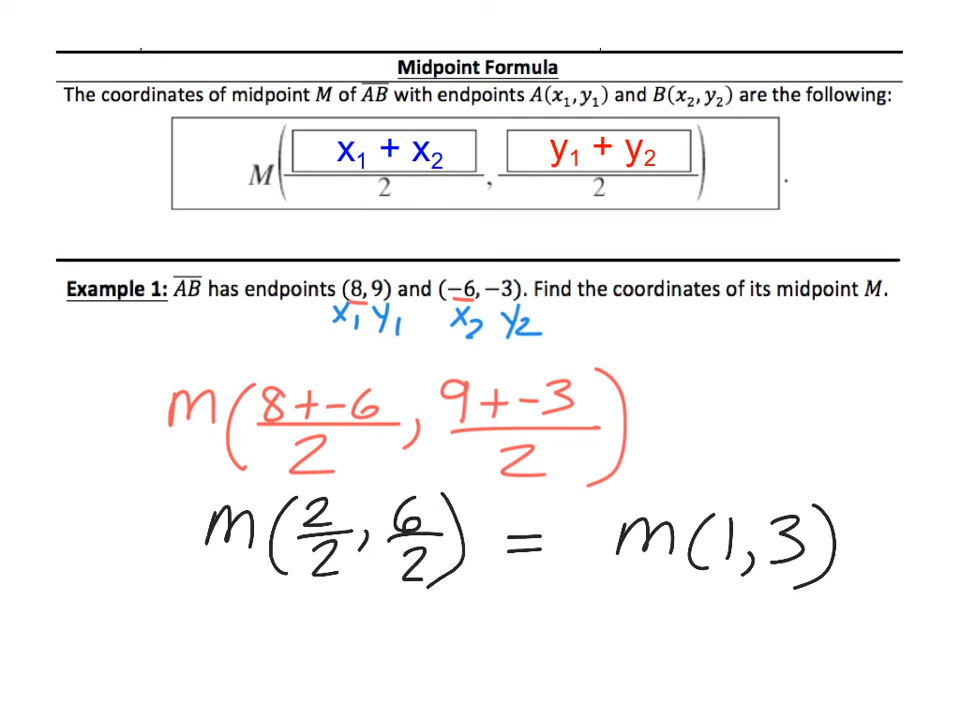 Midpoint Formula
The coordinates of midpoint M of A͞B͞ with endpoints A(x₁,y₁) and B(x₂,y₂) are the following:
M((x₁ + x₂)/2, (y₁ + y₂)/2).
Example 1: A͞B͞ has endpoints (8,9) and (−6,−3). Find the coordinates of its midpoint M.
x₁ y₁ x₂ y₂
m((8+-6)/2, (9+-3)/2)
m(2/2, 6/2) = m(1,3)